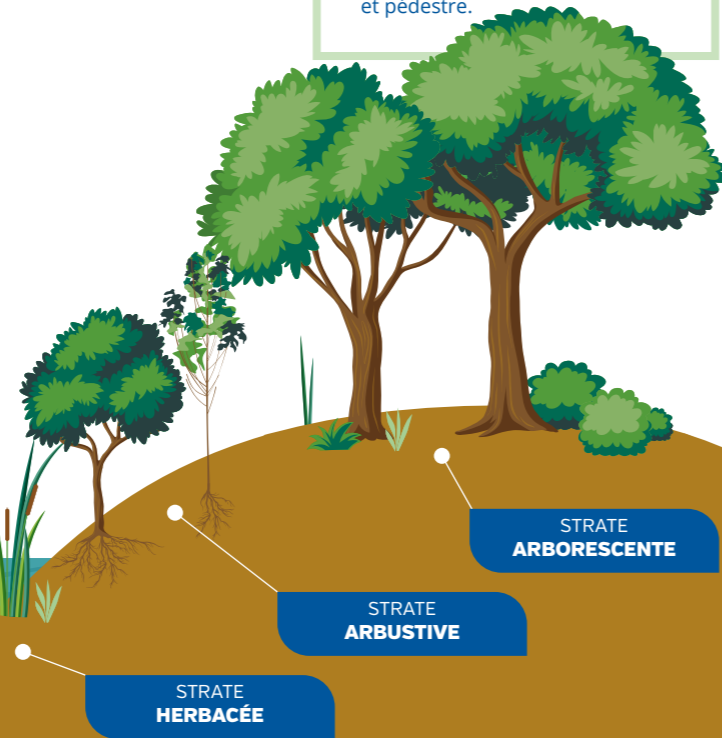 et pédestre.
STRATE
ARBORESCENTE
STRATE
ARBUSTIVE
STRATE
HERBACÉE